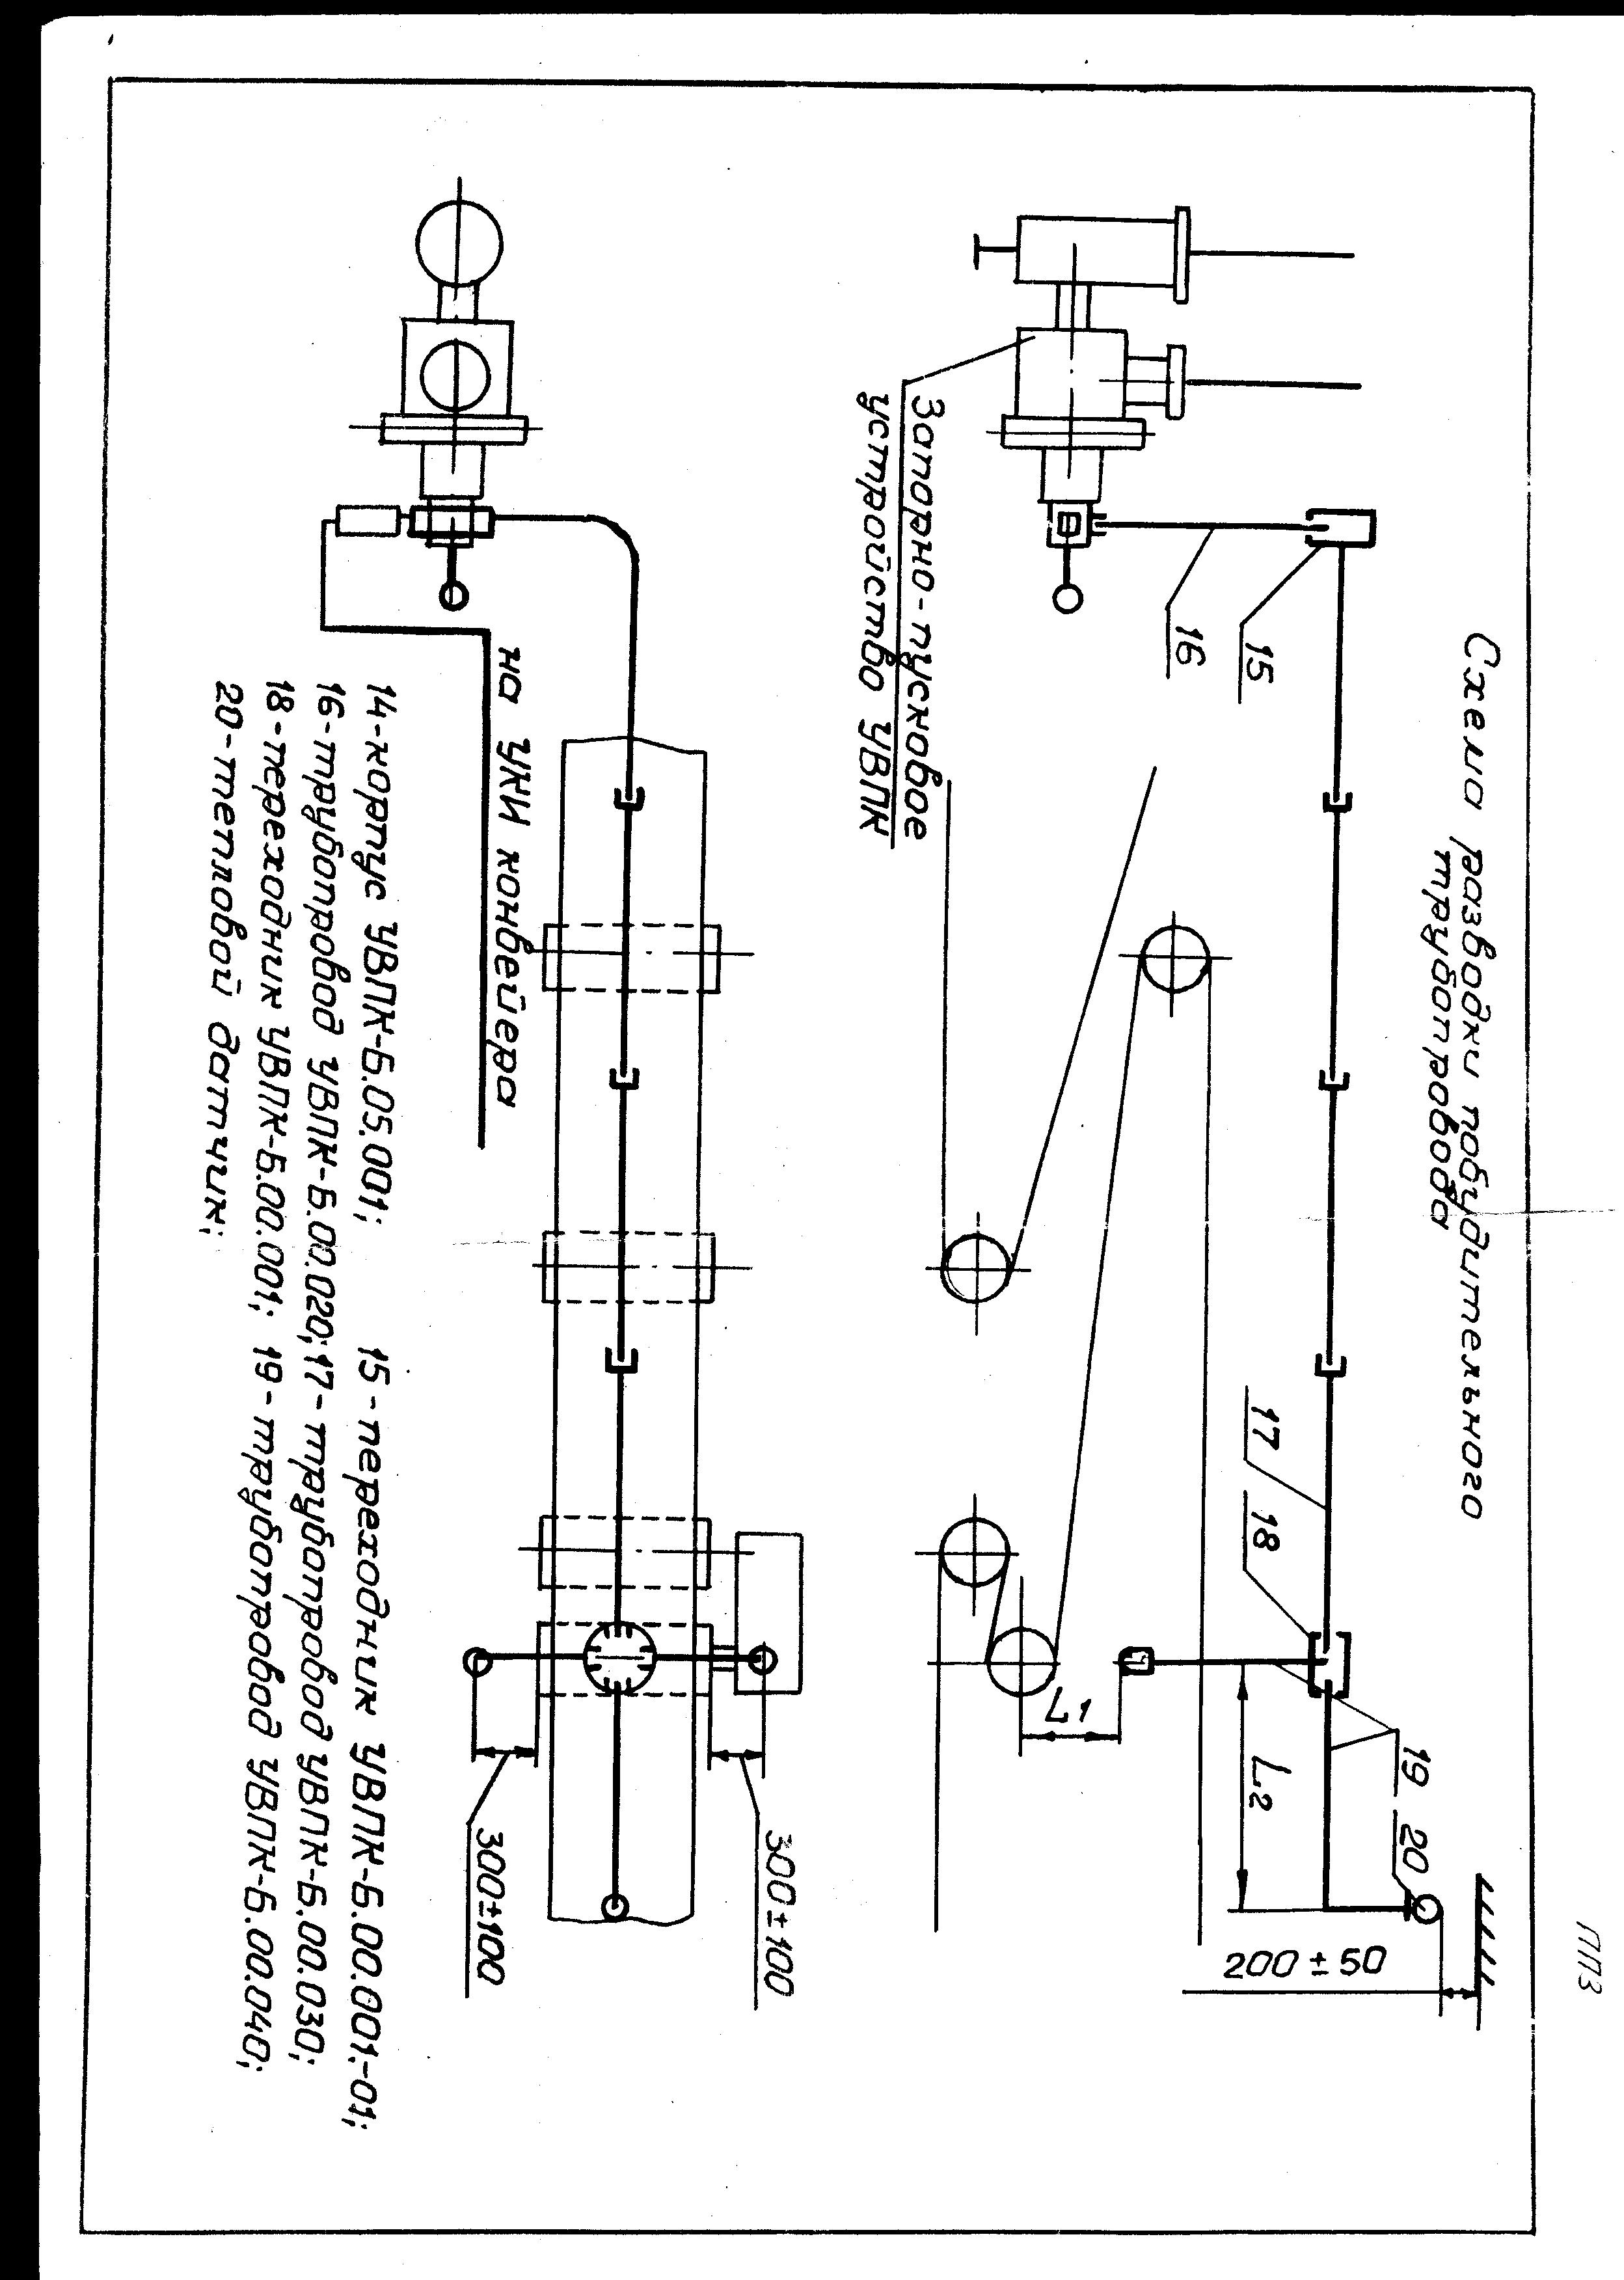 ПП3
Схема разводки побудительного
трубопровода
200 ± 50
19 20
17 18
L2
15
16
L1
Запорно-пусковое
устройство УВПК
300±100
300±100
на УКИ конвейера
14-корпус УВПК-Б.05.001; 15-переходник УВПК-Б.00.001-01;
16-трубопровод УВПК-Б.00.020; 17-трубопровод УВПК-Б.00.030;
18-переходник УВПК-Б.00.001; 19-трубопровод УВПК-Б.00.040;
20-тепловой датчик;